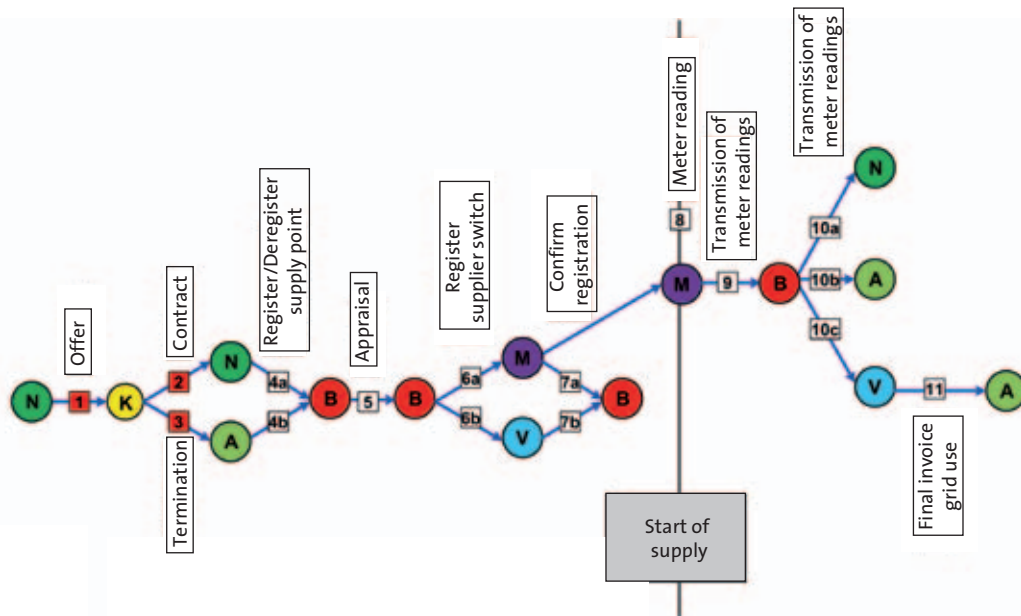 Offer
Contract
Termination
Register/Deregister
supply point
Appraisal
Register
supplier switch
Confirm
registration
Meter reading
Transmission of
meter readings
Transmission of
meter readings
Final invoice
grid use
Start of
supply
N
1
K
2
3
N
A
4a
4b
B
5
B
6a
6b
M
V
7a
7b
B
8
M
9
B
10a
10b
10c
N
A
V
11
A